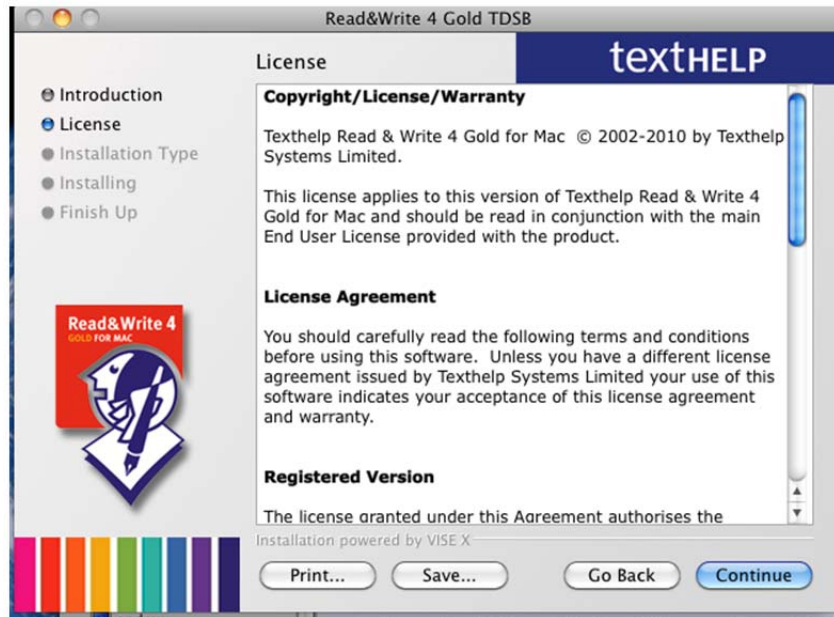 Read&Write 4 Gold TDSB
textHELP
License
Introduction
License
Installation Type
Installing
Finish Up
Copyright/License/Warranty
Texthelp Read & Write 4 Gold for Mac © 2002-2010 by Texthelp
Systems Limited.
This license applies to this version of Texthelp Read & Write 4
Gold for Mac and should be read in conjunction with the main
End User License provided with the product.
License Agreement
You should carefully read the following terms and conditions
before using this software. Unless you have a different license
agreement issued by Texthelp Systems Limited your use of this
software indicates your acceptance of this license agreement
and warranty.
Registered Version
The license granted under this Agreement authorises the
Read&Write 4
GOLD FOR MAC
Installation powered by VISE X
Print...
Save...
Go Back
Continue